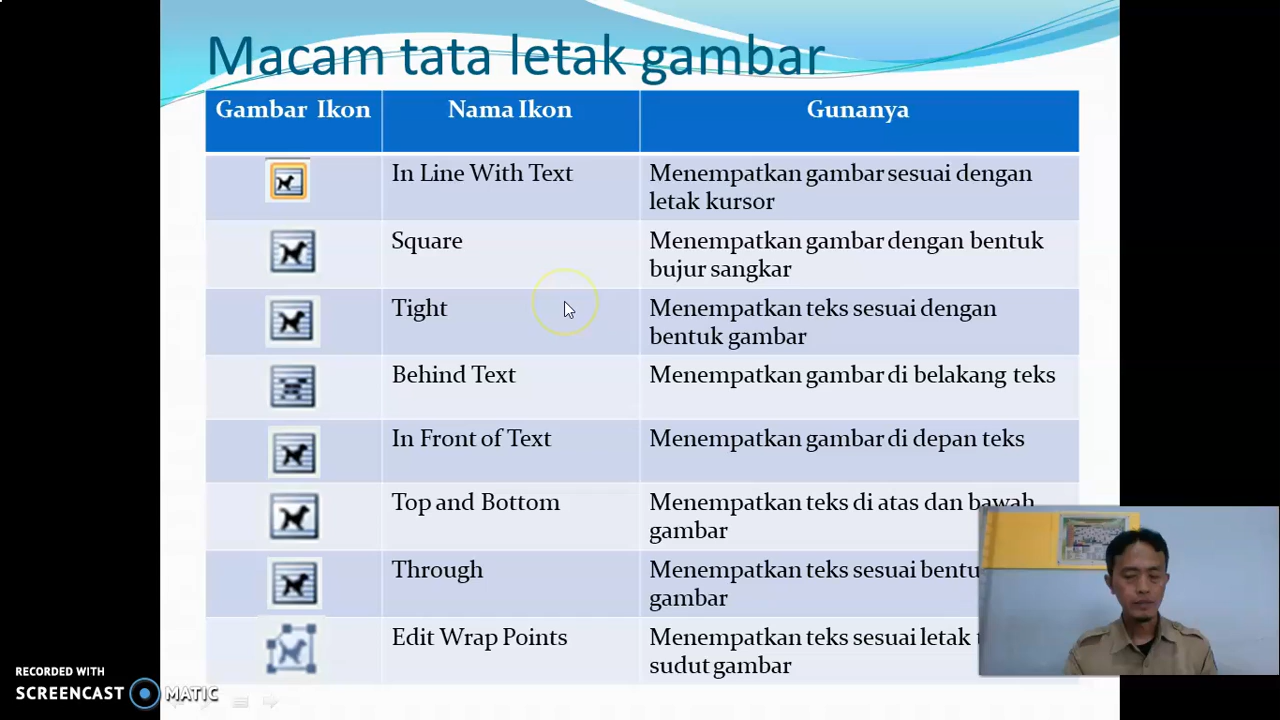 Macam tata letak gambar
Gambar Ikon
Nama Ikon
Gunanya
In Line With Text
Menempatkan gambar sesuai dengan
letak kursor
Square
Menempatkan gambar dengan bentuk
bujur sangkar
Tight
Menempatkan teks sesuai dengan
bentuk gambar
Behind Text
Menempatkan gambar di belakang teks
In Front of Text
Menempatkan gambar di depan teks
Top and Bottom
Menempatkan teks di atas dan bawah
gambar
Through
Menempatkan teks sesuai
gambar
Edit Wrap Points
Menempatkan teks sesuai letak
sudut gambar
RECORDED WITH
SCREENCAST MATIC